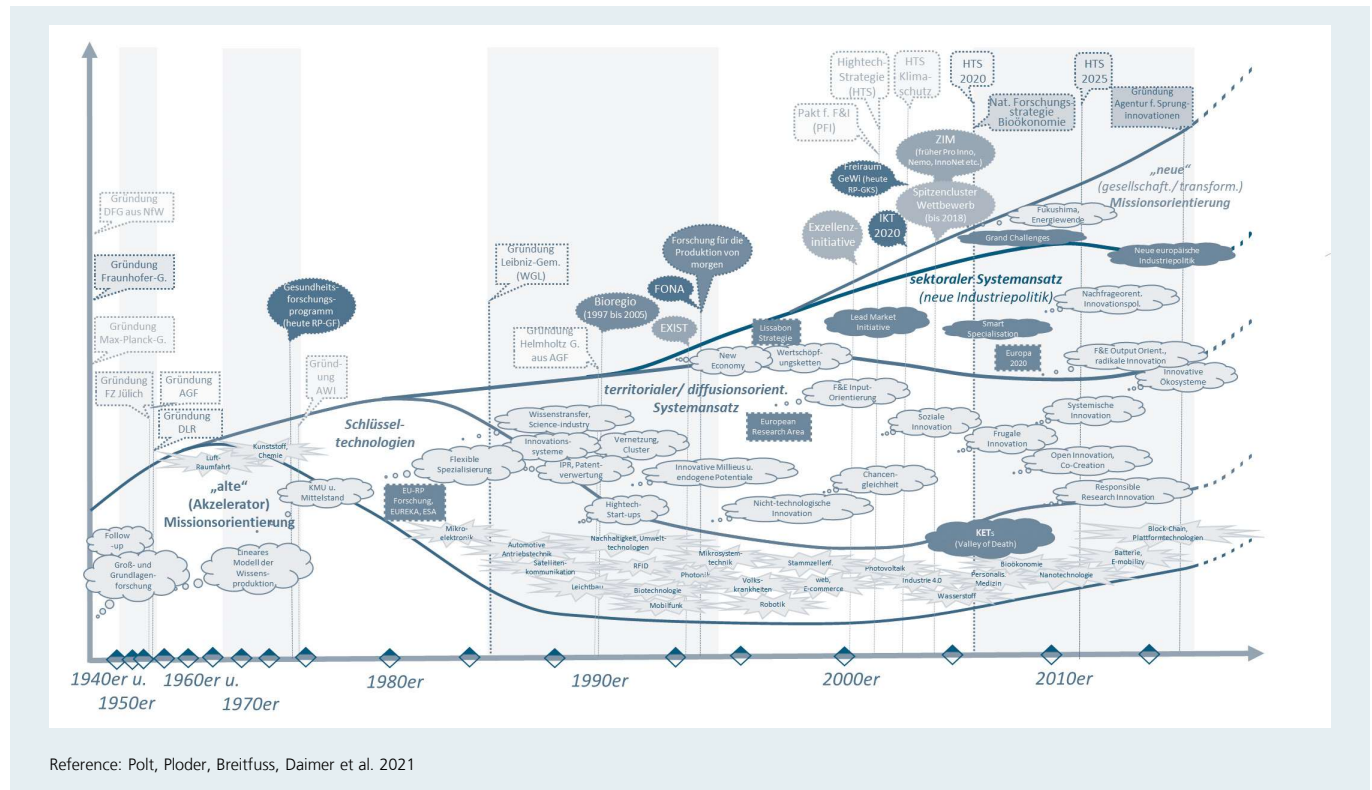 Hightech-
Strategie
(HTS)
HTS
Klima-
schutz
HTS
2020
HTS
2025
Pakt f. F&I
(PFI)
Nat. Forschungs-
strategie
Bioökonomie
Gründung
Agentur f. Sprung-
Innovationen
ZIM
(früher Pro Inno,
Nemo, InnoNet etc.)
Freiraum
GeWi (heute
RP-GKS)
Spitzencluster
Wettbewerb
(bis 2018)
„neue“
(gesellschaft./transform.)
Missionsorientierung
Gründung
DFG aus NfW
Exzellenz-
initiative
IKT
2020
Fukushima,
Energiewende
Grand Challenges
Neue europäische
Industriepolitik
Gründung
Fraunhofer-G.
Gesundheits-
forschungs-
programm
(heute RP-GF)
Gründung
Leibniz-Gem.
(WGL)
Forschung für die
Produktion von
morgen
FONA
Bioregio
(1997 bis 2005)
EXIST
sektoraler Systemansatz
(neue Industriepolitik)
Nachfrageorent.
Innovationspol.
Gründung
Max-Planck-G.
Gründung
Helmholtz G.
aus AGF
Lissabon
Strategie
Lead Market
Initiative
Smart
Specialisation
Europa
2020
New
Economy
Wertschöpf-
ungsketten
F&E Output Orient.,
radikale Innovation
Innovative
Ökosysteme
Gründung
FZ Jülich
Gründung
AGF
Gründung
DLR
Gründ-
ung
AWI
territorialer/ diffusionsorient.
Systemansatz
F&E Input-
Orientierung
European
Research Area
Soziale
Innovation
Systemische
Innovation
Frugale
Innovation
Schlüssel-
technologien
Wissenstransfer,
Science-industry
Innovations-
systeme
Vernetzung,
Cluster
Luft-
Raumfahrt
Kunststoff,
Chemie
Flexible
Spezialisierung
IPR, Patent-
verwertung
Innovative Millieus u.
endogene Potentiale
Chancen-
gleichheit
Open Innovation,
Co-Creation
„alte“
(Akzelerator)
Missionsorientierung
KMU u.
Mittelstand
EU-RP
Forschung,
EUREKA, ESA
Hightech-
Start-ups
Nicht-technologische
Innovation
Responsible
Research Innovation
Follow
-up
Groß- und
Grundlagen-
forschung
Lineares
Modell der
Wissens-
produktion
Mikro-
elektronik
Automotive
Antriebstechnik
Satelliten-
kommunikation
Nachhaltigkeit, Umwelt-
technologien
RFID
Leichtbau
Biotechnologie
Mobilfunk
Photonik
Mikrosystem-
technik
Volks-
krankheiten
Stammzellenf.
web,
E-commerce
Robotik
Photovoltaik
Industrie 4.0
KETs
(Valley of Death)
Bioökonomie
Personalis.
Medizin
Wasserstoff
Nanotechnologie
Batterie,
E-mobility
Block-Chain,
Plattformtechnologien
1940er u.
1950er
1960er u.
1970er
1980er
1990er
2000er
2010er
Reference: Polt, Ploder, Breitfuss, Daimer et al. 2021